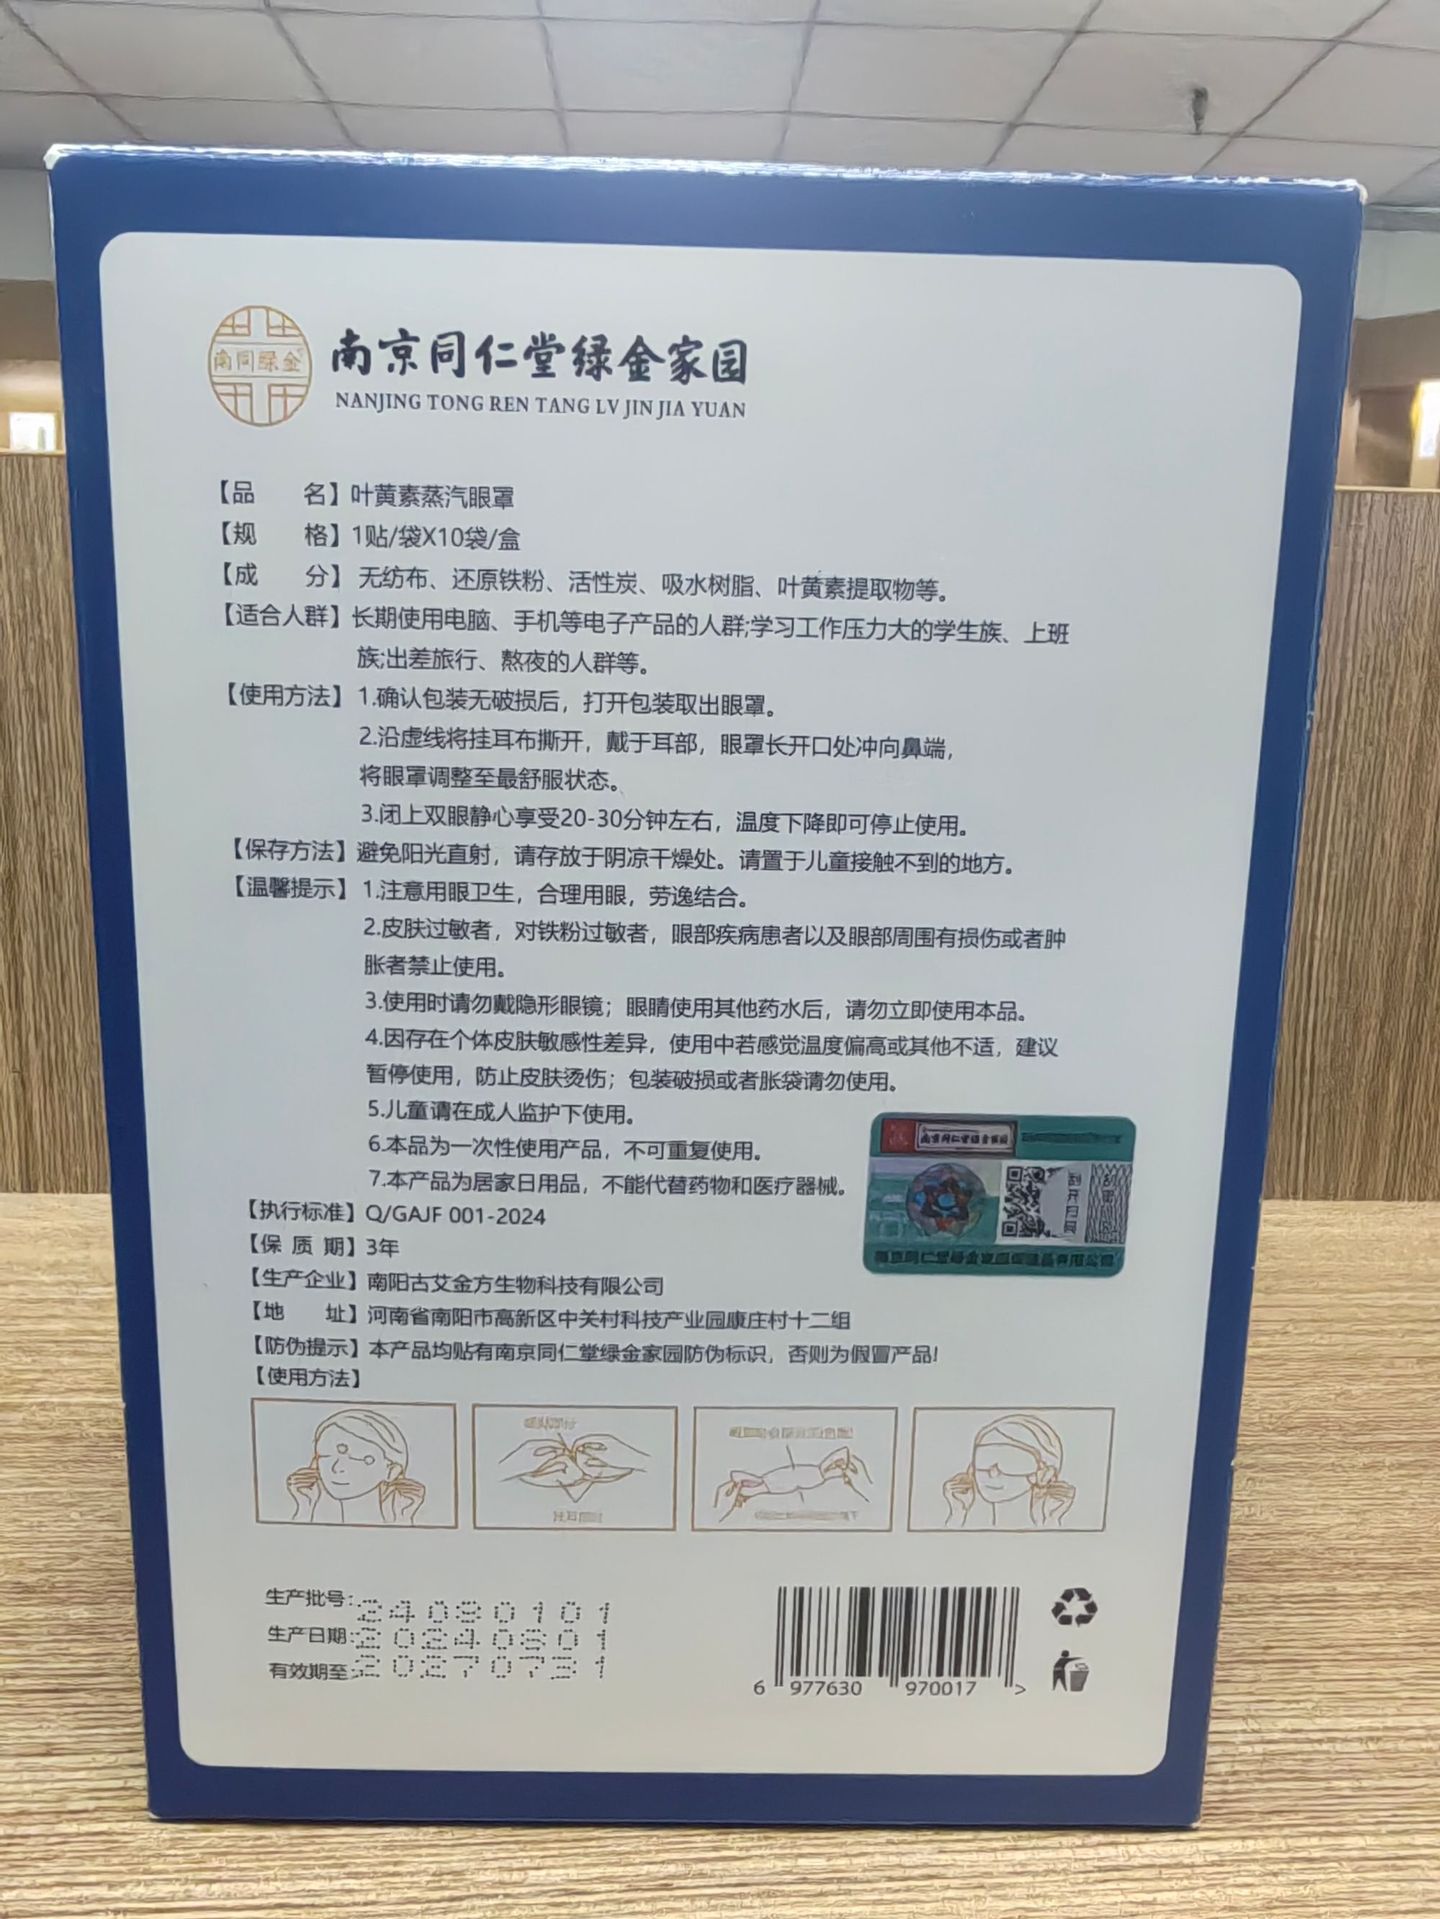 南同绿金
南京同仁堂绿金家园
NANJING TONG REN TANG LV JIN JIA YUAN
【品 名】叶黄素蒸汽眼罩
【规 格】1贴/袋X10袋/盒
【成 分】无纺布、还原铁粉、活性炭、吸水树脂、叶黄素提取物等。
【适合人群】长期使用电脑、手机等电子产品的人群;学习工作压力大的学生族、上班
族;出差旅行、熬夜的人群等。
【使用方法】1.确认包装无破损后，打开包装取出眼罩。
2.沿虚线将挂耳布撕开，戴于耳部，眼罩长开口处冲向鼻端，
将眼罩调整至最舒服状态。
3.闭上双眼静心享受20-30分钟左右，温度下降即可停止使用。
【保存方法】避免阳光直射，请存放于阴凉干燥处。请置于儿童接触不到的地方。
【温馨提示】1.注意用眼卫生，合理用眼，劳逸结合。
2.皮肤过敏者，对铁粉过敏者，眼部疾病患者以及眼部周围有损伤或者肿
胀者禁止使用。
3.使用时请勿戴隐形眼镜；眼睛使用其他药水后，请勿立即使用本品。
4.因存在个体皮肤敏感性差异，使用中若感觉温度偏高或其他不适，建议
暂停使用，防止皮肤烫伤；包装破损或者胀袋请勿使用。
5.儿童请在成人监护下使用。
6.本品为一次性使用产品，不可重复使用。
7.本产品为居家日用品，不能代替药物和医疗器械。
南京同仁堂绿金家园
【执行标准】Q/GAJF 001-2024
【保 质 期】3年
【生产企业】南阳古艾金方生物科技有限公司
【地 址】河南省南阳市高新区中关村科技产业园康庄村十二组
【防伪提示】本产品均贴有南京同仁堂绿金家园防伪标识，否则为假冒产品!
【使用方法】
生产批号:24080101
生产日期:20240801
有效期至:20270731
6 977630 970017 >